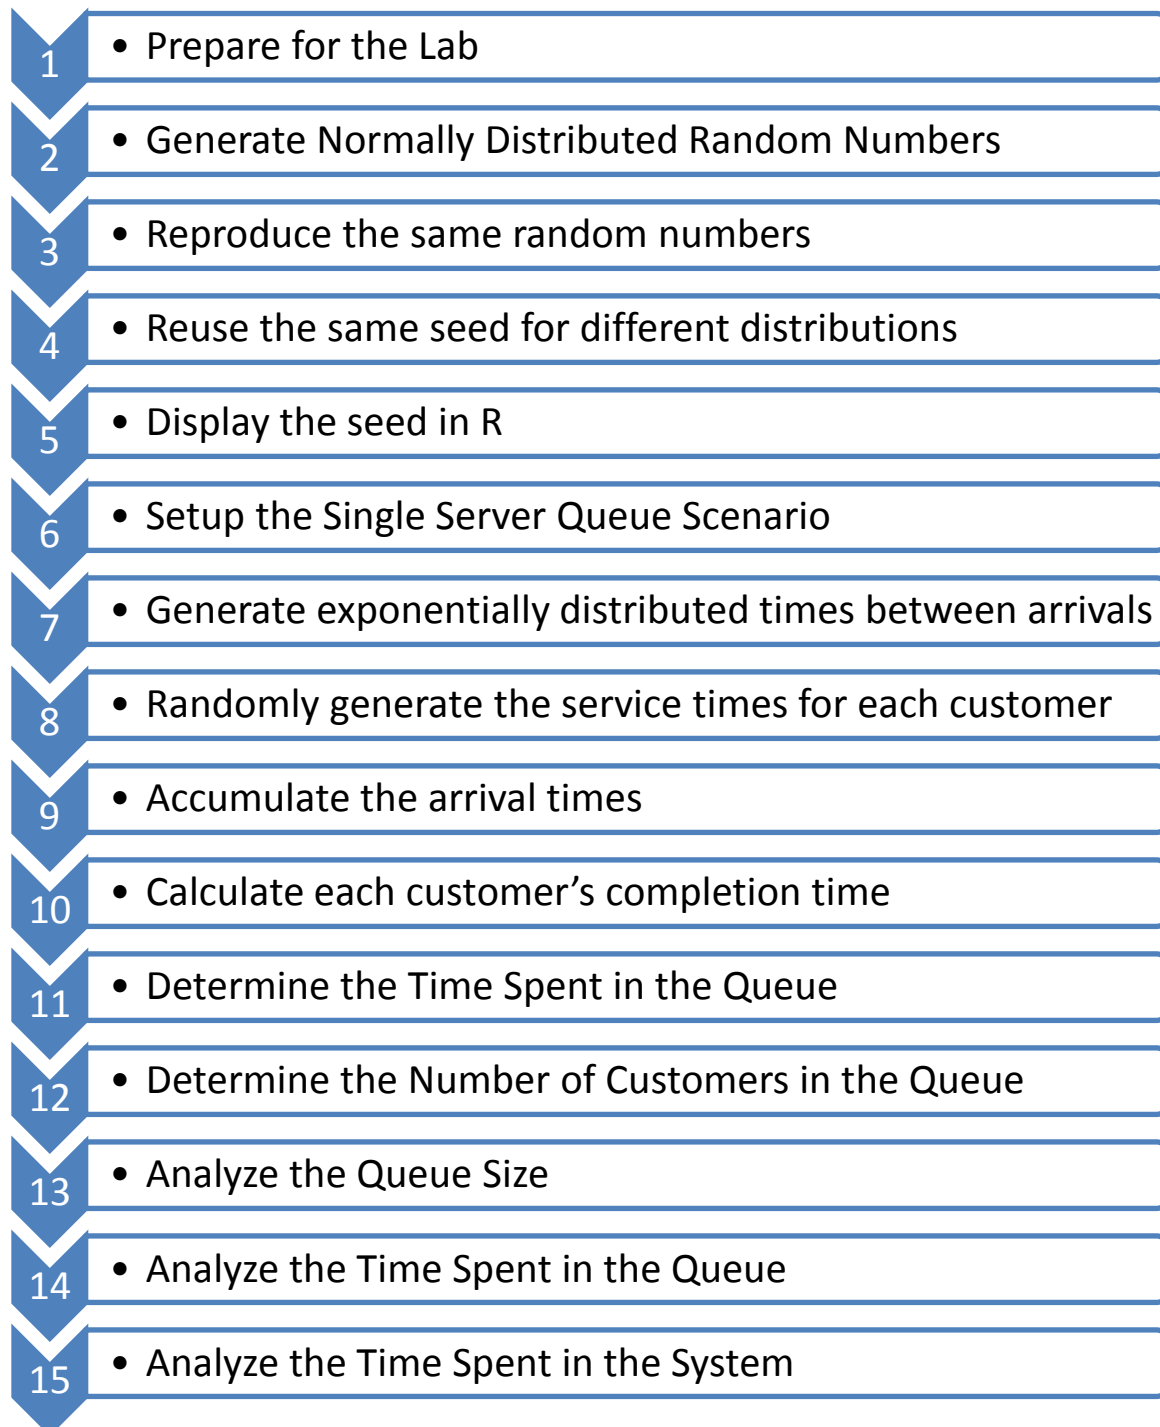 1 • Prepare for the Lab
2 • Generate Normally Distributed Random Numbers
3 • Reproduce the same random numbers
4 • Reuse the same seed for different distributions
5 • Display the seed in R
6 • Setup the Single Server Queue Scenario
7 • Generate exponentially distributed times between arrivals
8 • Randomly generate the service times for each customer
9 • Accumulate the arrival times
10 • Calculate each customer’s completion time
11 • Determine the Time Spent in the Queue
12 • Determine the Number of Customers in the Queue
13 • Analyze the Queue Size
14 • Analyze the Time Spent in the Queue
15 • Analyze the Time Spent in the System